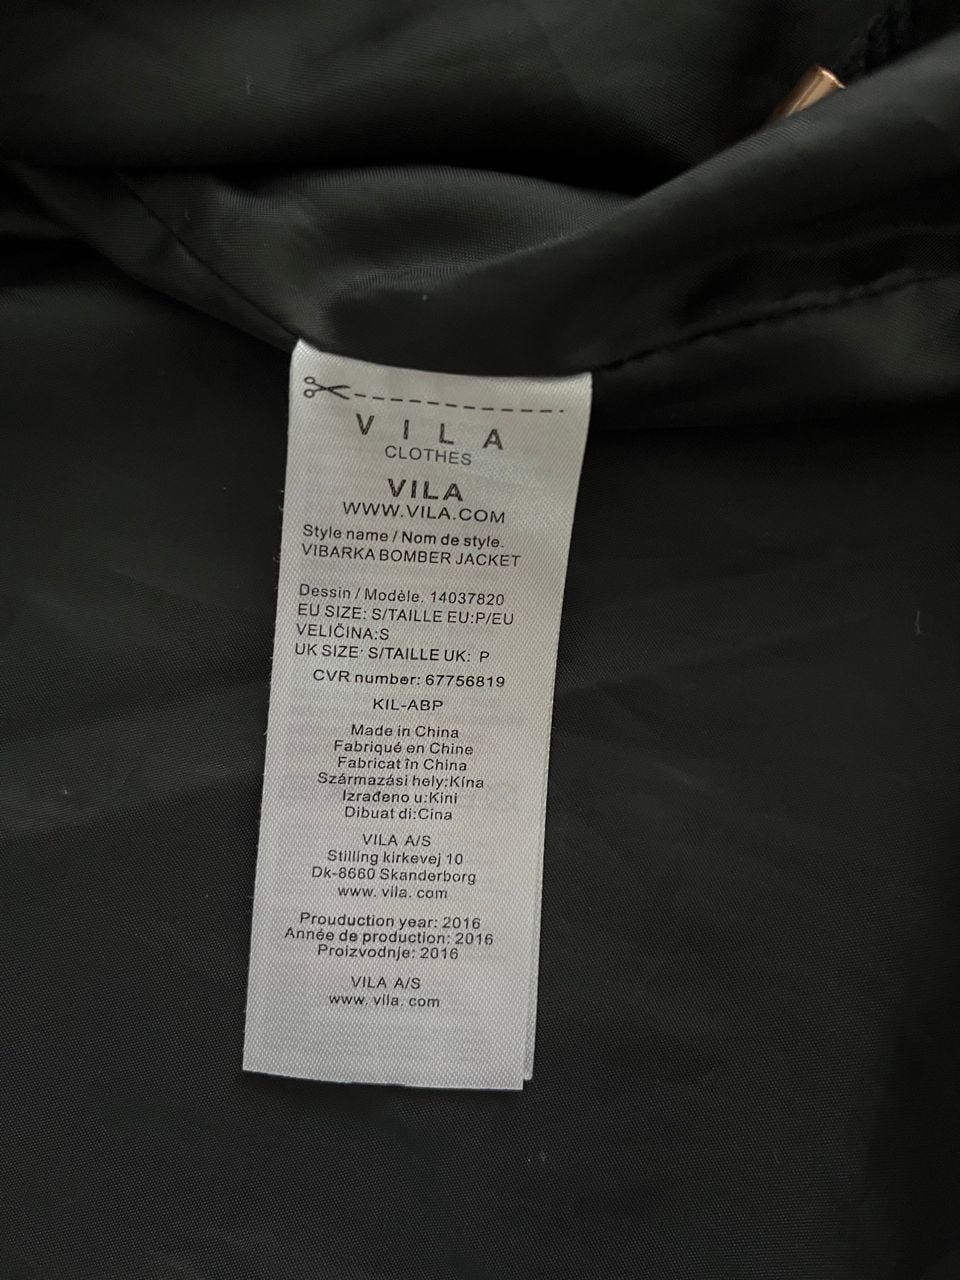 V I L A
CLOTHES
VILA
WWW.VILA.COM
Style name / Nom de style.
VIBARKA BOMBER JACKET
Dessin / Modèle. 14037820
EU SIZE: S/TAILLE EU:P/EU
VELIČINA:S
UK SIZE: S/TAILLE UK: P
CVR number: 67756819
KIL-ABP
Made in China
Fabriqué en Chine
Fabricat în China
Származási hely:Kína
Izrađeno u:Kini
Dibuat di:Cina
VILA A/S
Stilling kirkevej 10
Dk-8660 Skanderborg
www. vila. com
Prouduction year: 2016
Année de production: 2016
Proizvodnje: 2016
VILA A/S
www. vila. com